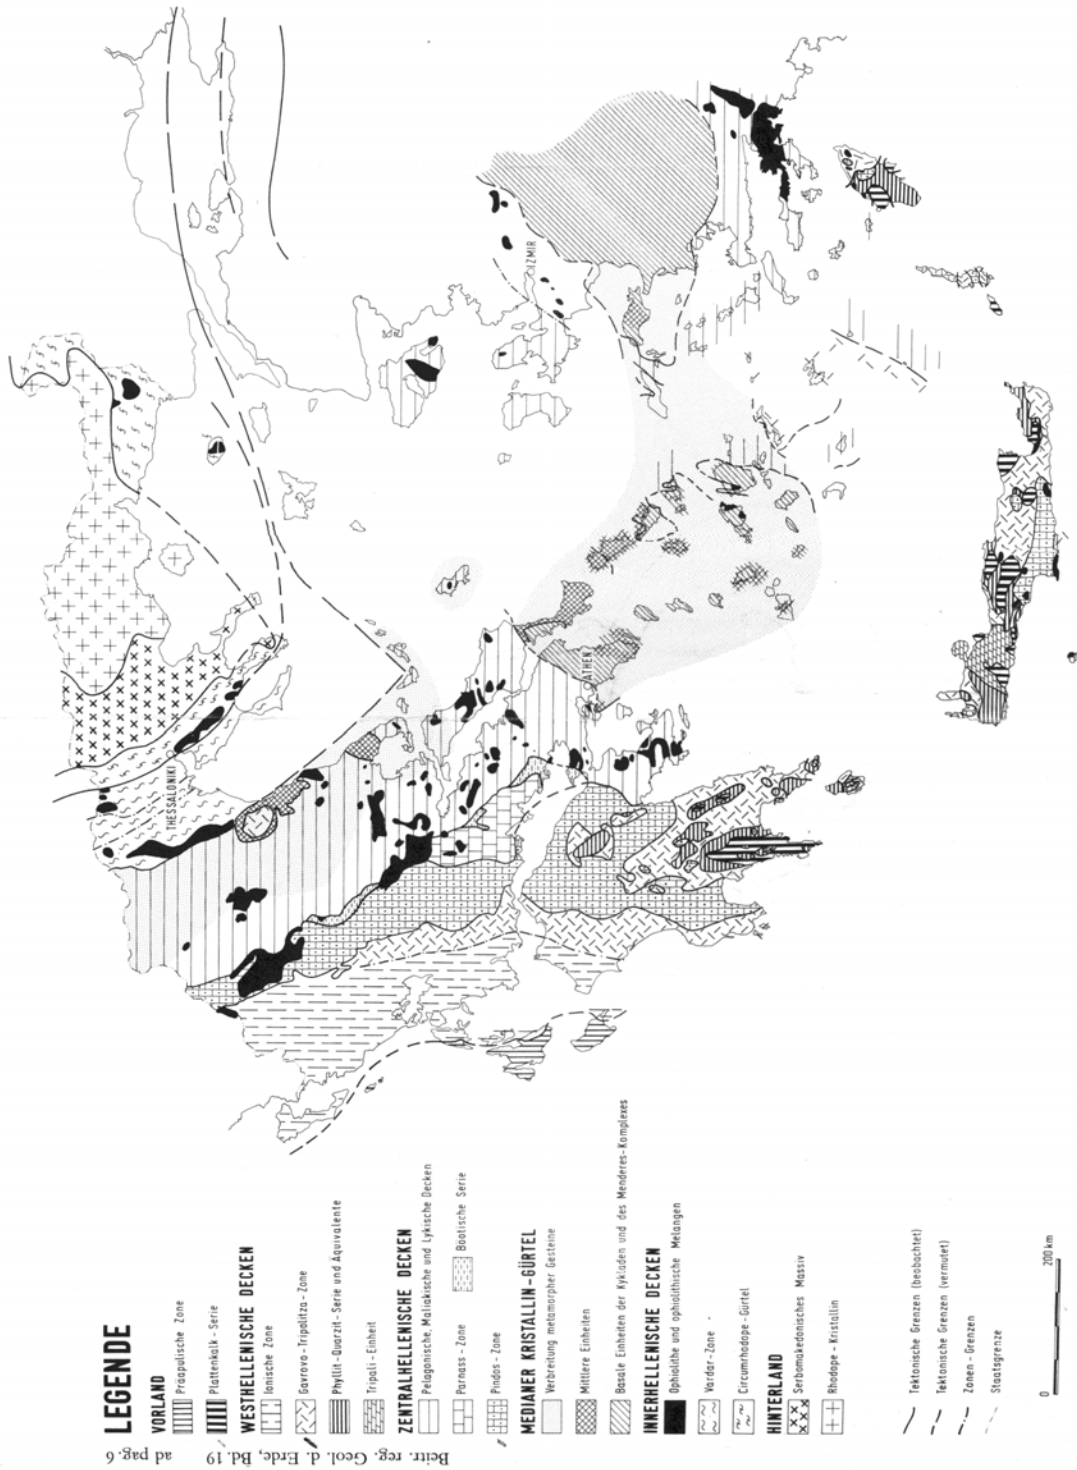 Beitr. reg. Geol. d. Erde, Bd. 19
ad pag. 6
LEGENDE
VORLAND
Präapulische Zone
Plattenkalk - Serie
WESTHELLENISCHE DECKEN
Ionische Zone
Gavrovo - Tripolitza - Zone
Phyllit - Quarzit - Serie und Äquivalente
Tripali - Einheit
ZENTRALHELLENISCHE DECKEN
Pelagonische, Maliakische und Lykische Decken
Parnass - Zone
Böotische Serie
Pindos - Zone
MEDIANER KRISTALLIN-GÜRTEL
Verbreitung metamorpher Gesteine
Mittlere Einheiten
Basale Einheiten der Kykladen und des Menderes-Komplexes
INNERHELLENISCHE DECKEN
Ophiolithe und ophiolithische Melangen
Vardar - Zone
Circumrhodope - Gürtel
HINTERLAND
Serbomakedonisches Massiv
Rhodope - Kristallin
Tektonische Grenzen (beobachtet)
Tektonische Grenzen (vermutet)
Zonen - Grenzen
Staatsgrenze
0
200 km
THESSALONIKI
ATHEN
IZMIR